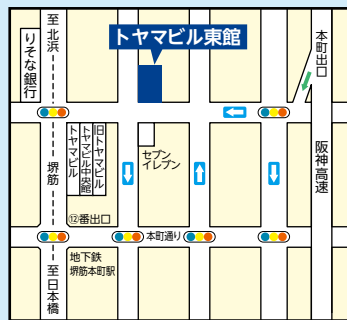 至北浜
りそな銀行
トヤマビル東館
本町出口
堺筋
トヤマビル
トヤマビル中央館
旧トヤマビル
セブン
イレブン
阪神高速
⑫番出口
本町通り
地下鉄
堺筋本町駅
至日本橋